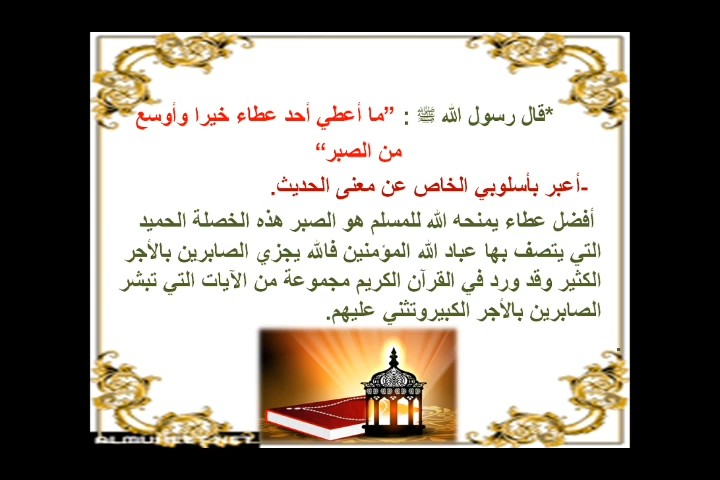 *قال رسول الله ﷺ : ”ما أعطي أحد عطاء خيرا وأوسع
من الصبر“
-أعبر بأسلوبي الخاص عن معنى الحديث.
أفضل عطاء يمنحه الله للمسلم هو الصبر هذه الخصلة الحميد
التي يتصف بها عباد الله المؤمنين فالله يجزي الصابرين بالأجر
الكثير وقد ورد في القرآن الكريم مجموعة من الآيات التي تبشر
الصابرين بالأجر الكبيروتثني عليهم.
.